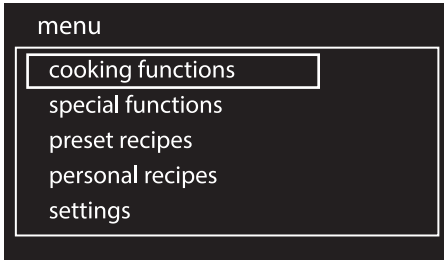 menu
cooking functions
special functions
preset recipes
personal recipes
settings